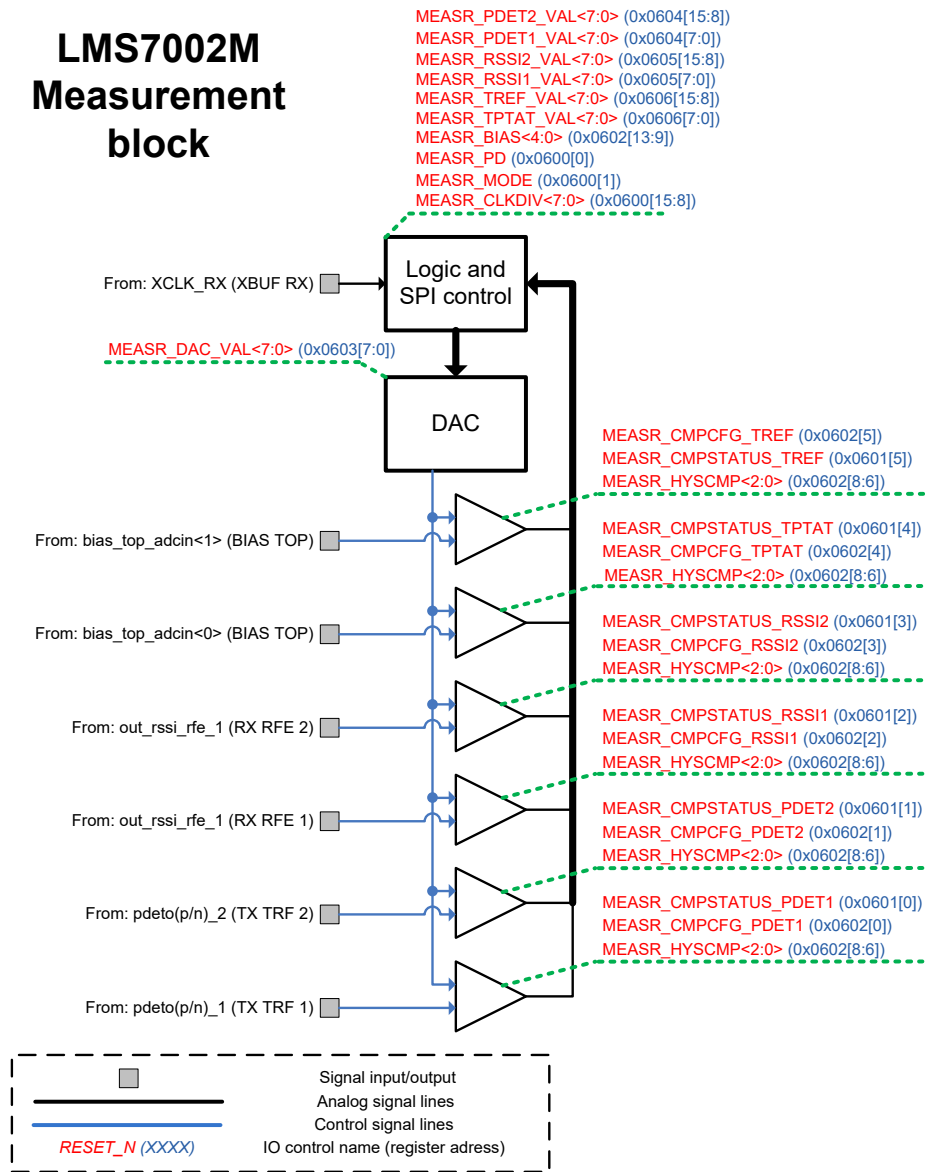 LMS7002M
Measurement
block
MEASR_PDET2_VAL<7:0> (0x0604[15:8])
MEASR_PDET1_VAL<7:0> (0x0604[7:0])
MEASR_RSSI2_VAL<7:0> (0x0605[15:8])
MEASR_RSSI1_VAL<7:0> (0x0605[7:0])
MEASR_TREF_VAL<7:0> (0x0606[15:8])
MEASR_TPTAT_VAL<7:0> (0x0606[7:0])
MEASR_BIAS<4:0> (0x0602[13:9])
MEASR_PD (0x0600[0])
MEASR_MODE (0x0600[1])
MEASR_CLKDIV<7:0> (0x0600[15:8])
From: XCLK_RX (XBUF RX)
Logic and
SPI control
MEASR_DAC_VAL<7:0> (0x0603[7:0])
DAC
MEASR_CMPCFG_TREF (0x0602[5])
MEASR_CMPSTATUS_TREF (0x0601[5])
MEASR_HYSCMP<2:0> (0x0602[8:6])
From: bias_top_adcin<1> (BIAS TOP)
MEASR_CMPSTATUS_TPTAT (0x0601[4])
MEASR_CMPCFG_TPTAT (0x0602[4])
MEASR_HYSCMP<2:0> (0x0602[8:6])
From: bias_top_adcin<0> (BIAS TOP)
MEASR_CMPSTATUS_RSSI2 (0x0601[3])
MEASR_CMPCFG_RSSI2 (0x0602[3])
MEASR_HYSCMP<2:0> (0x0602[8:6])
From: out_rssi_rfe_1 (RX RFE 2)
MEASR_CMPSTATUS_RSSI1 (0x0601[2])
MEASR_CMPCFG_RSSI1 (0x0602[2])
MEASR_HYSCMP<2:0> (0x0602[8:6])
From: out_rssi_rfe_1 (RX RFE 1)
MEASR_CMPSTATUS_PDET2 (0x0601[1])
MEASR_CMPCFG_PDET2 (0x0602[1])
MEASR_HYSCMP<2:0> (0x0602[8:6])
From: pdeto(p/n)_2 (TX TRF 2)
MEASR_CMPSTATUS_PDET1 (0x0601[0])
MEASR_CMPCFG_PDET1 (0x0602[0])
MEASR_HYSCMP<2:0> (0x0602[8:6])
From: pdeto(p/n)_1 (TX TRF 1)
Signal input/output
Analog signal lines
Control signal lines
RESET_N (XXXX) IO control name (register adress)